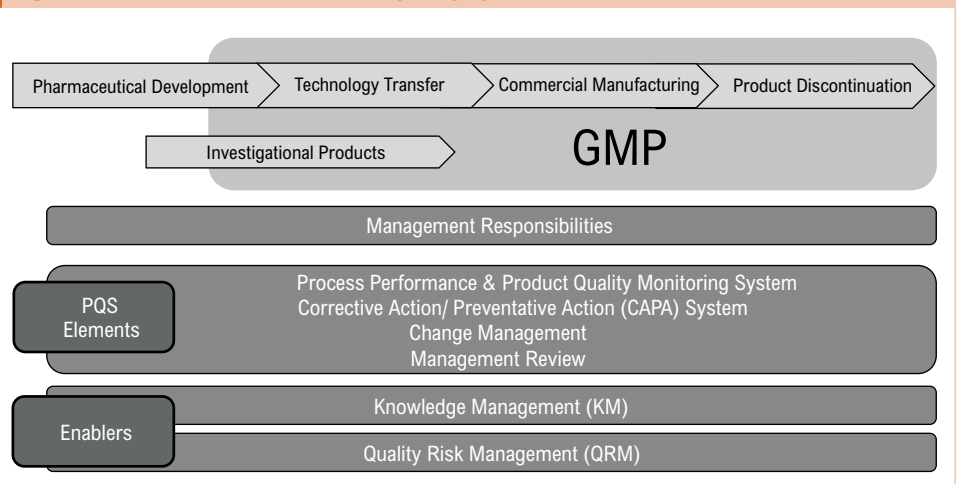 Pharmaceutical Development
Technology Transfer
Commercial Manufacturing
Product Discontinuation
Investigational Products
GMP
Management Responsibilities
PQS
Elements
Process Performance & Product Quality Monitoring System
Corrective Action/ Preventative Action (CAPA) System
Change Management
Management Review
Enablers
Knowledge Management (KM)
Quality Risk Management (QRM)